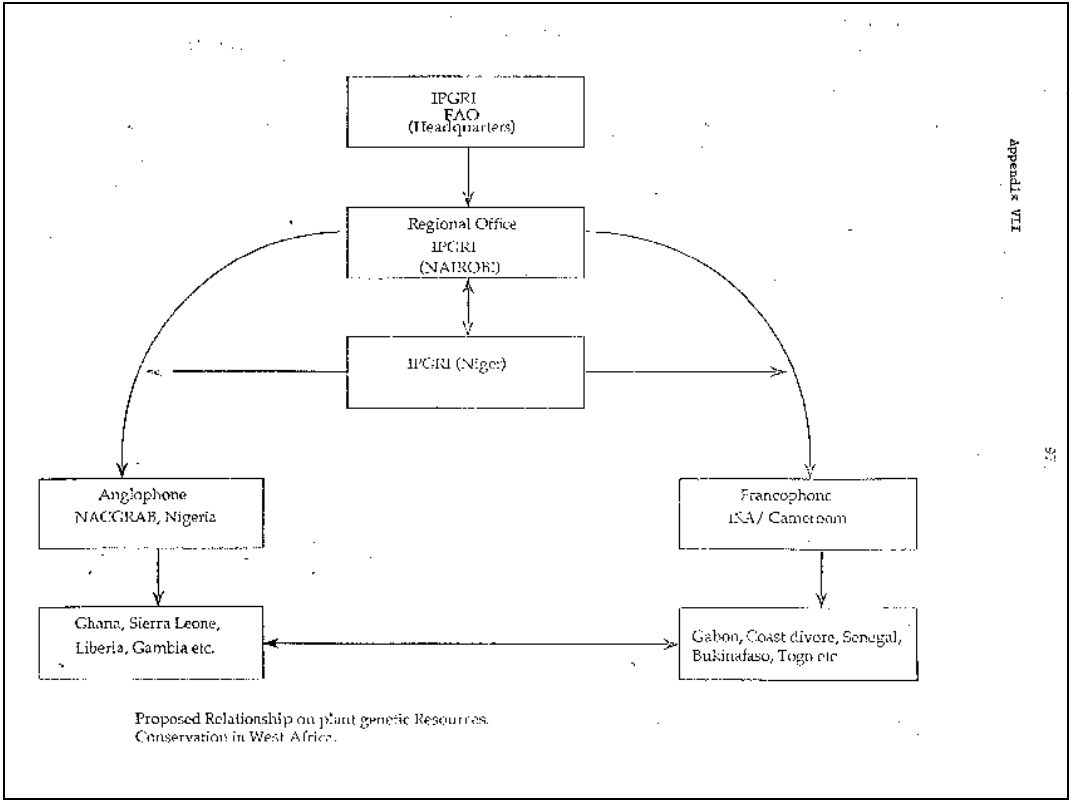 IPGRI
FAO
(Headquarters)
Appendix VII
Regional Office
IPGRI
(NAIROBI)
IPGRI (Niger)
Anglophone
NACGRAB, Nigeria
Francophone
Cameroom
Ghana, Sierra Leone,
Liberia, Gambia etc.
Gabon, Coast divore, Senegal,
Bukinafaso, Togo etc
Proposed Relationship on plant genetic Resources.
Conservation in West Africa.